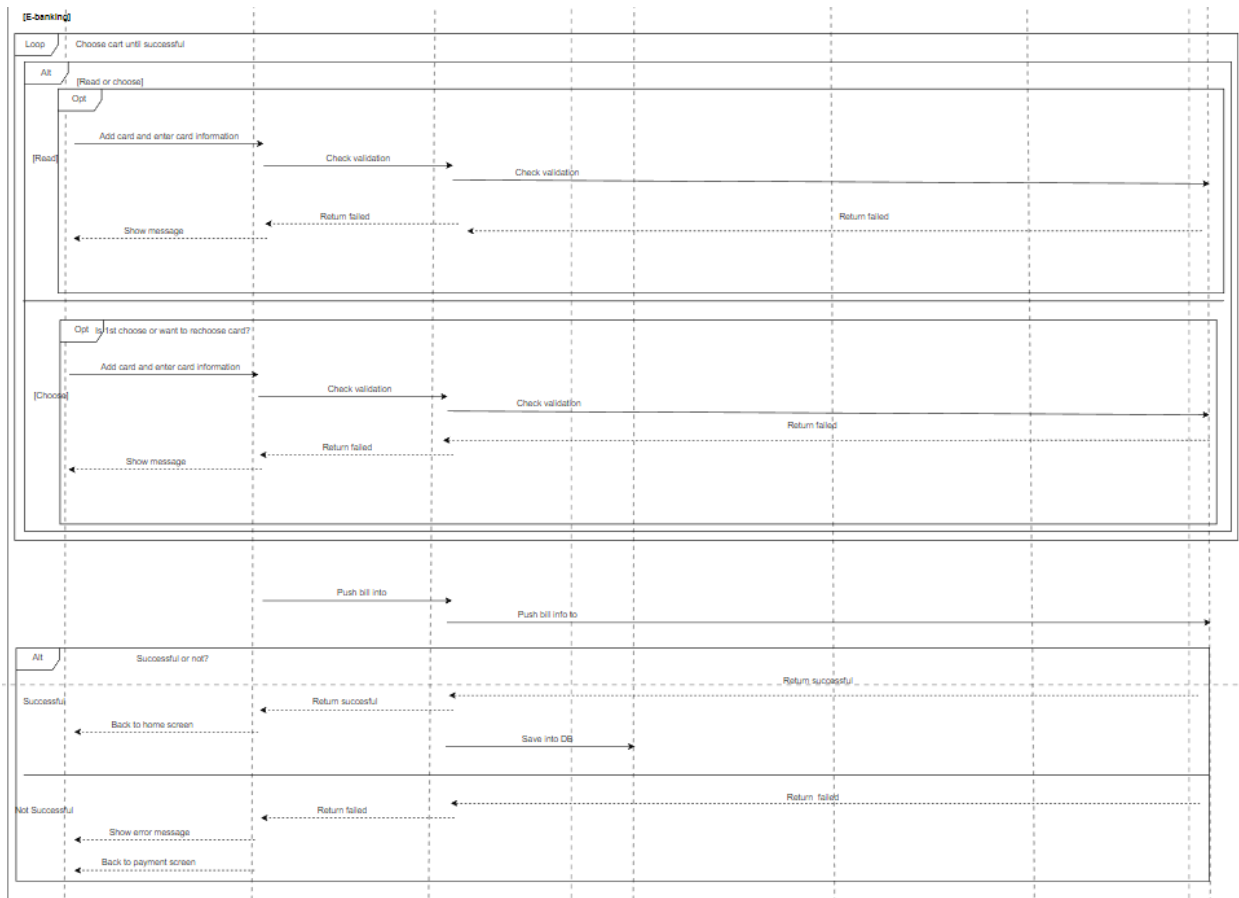 [E-banking]
Loop
Choose cart until successful
Alt
[Read or choose]
Opt
Add card and enter card information
[Read]
Check validation
Check validation
Return failed
Return failed
Show message
Opt
Is 1st choose or want to rechoose card?
Add card and enter card information
[Choose]
Check validation
Check validation
Return failed
Return failed
Show message
Push bill into
Push bill info to
Alt
Successful or not?
Return successful
Successful
Return succesful
Back to home screen
Save into DB
Return failed
Not Successful
Return failed
Show error message
Back to payment screen